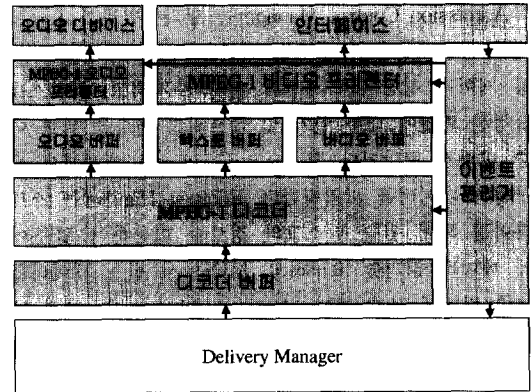 오디오 디바이스
인터페이스
MPEG-1 오디오
프리젠터
MPEG-1 비디오 프리젠터
오디오 버퍼
텍스트 버퍼
비디오 버퍼
이벤트
관리기
MPEG-1 디코더
디코더 버퍼
Delivery Manager